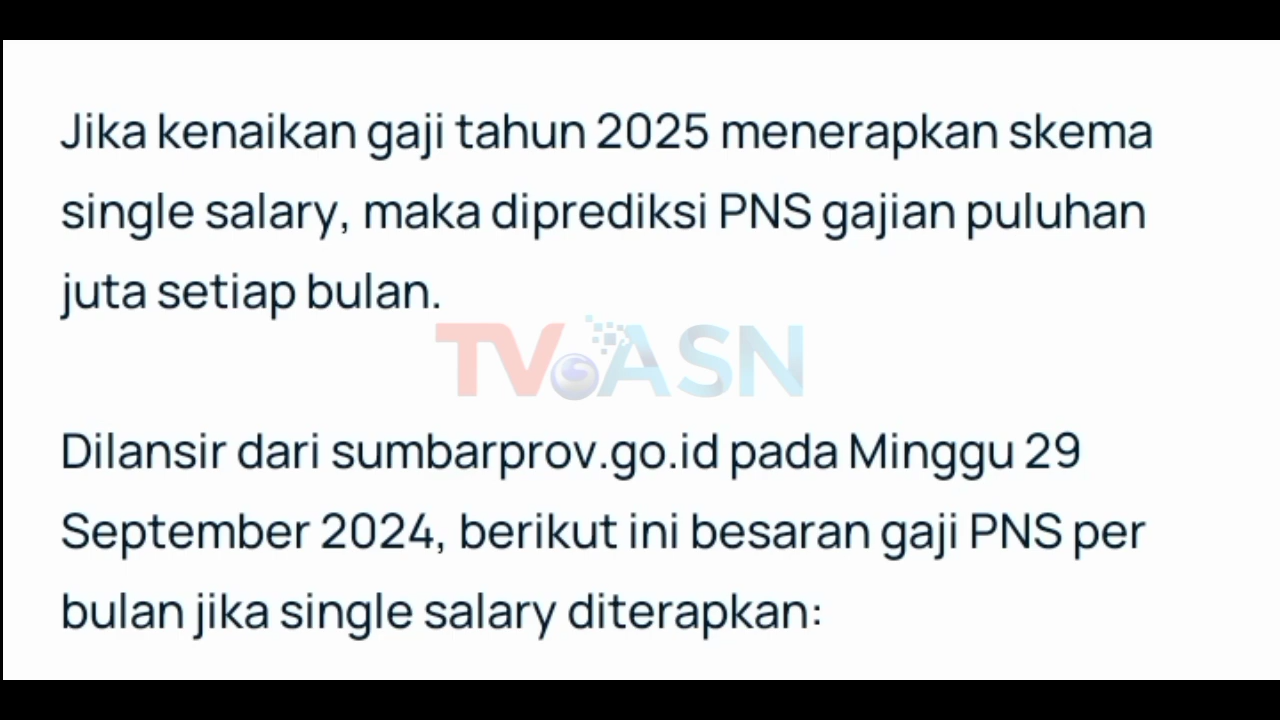 Jika kenaikan gaji tahun 2025 menerapkan skema
single salary, maka diprediksi PNS gajian puluhan
juta setiap bulan.
TV ASN
Dilansir dari sumbarprov.go.id pada Minggu 29
September 2024, berikut ini besaran gaji PNS per
bulan jika single salary diterapkan: